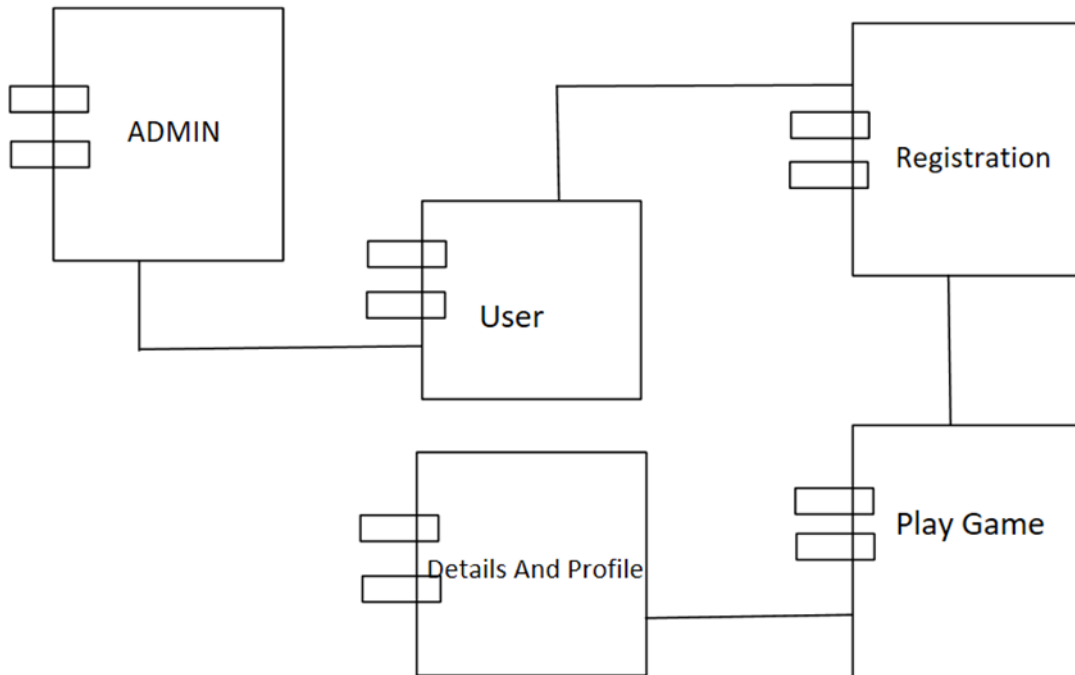 ADMIN
Registration
User
Play Game
Details And Profile